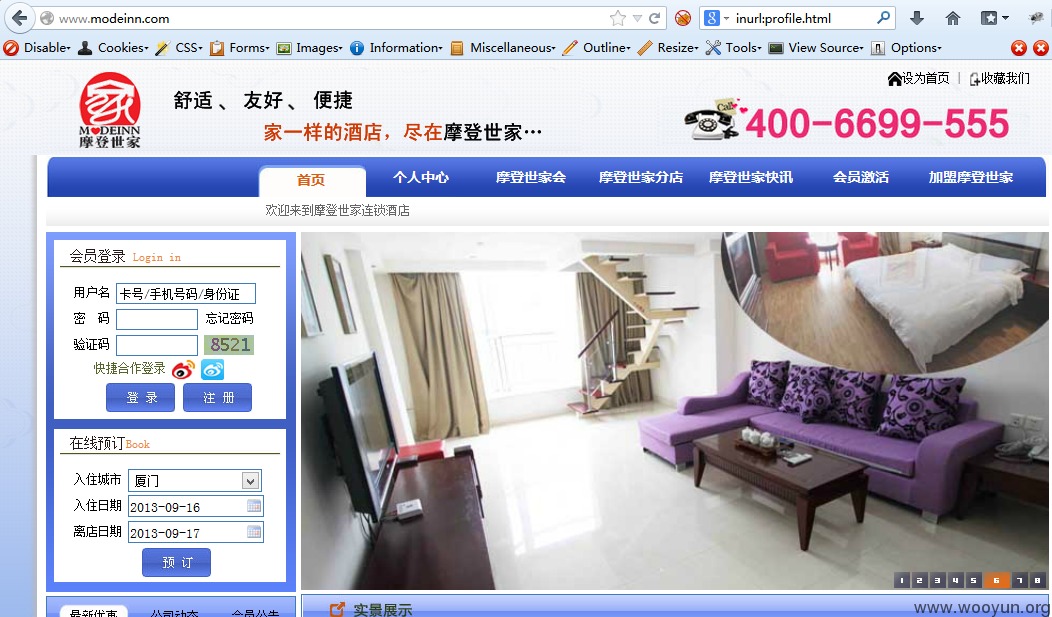 www.modeinn.com
inurl:profile.html
Disable Cookies CSS Forms Images Information Miscellaneous Outline Resize Tools View Source Options
设为首页 | 收藏我们
舒适 、 友好 、 便捷
家一样的酒店，尽在摩登世家…
MODEINN
摩登世家
Call
400-6699-555
首页 个人中心 摩登世家会 摩登世家分店 摩登世家快讯 会员激活 加盟摩登世家
欢迎来到摩登世家连锁酒店
会员登录 Login in
用户名 卡号/手机号码/身份证
密 码 忘记密码
验证码 8521
快捷合作登录
登 录 注 册
在线预订Book
入住城市 厦门
入住日期 2013-09-16
离店日期 2013-09-17
预 订
1 2 3 4 5 6 7 8
最新优惠 公司动态 会员公告
实景展示
www.wooyun.org